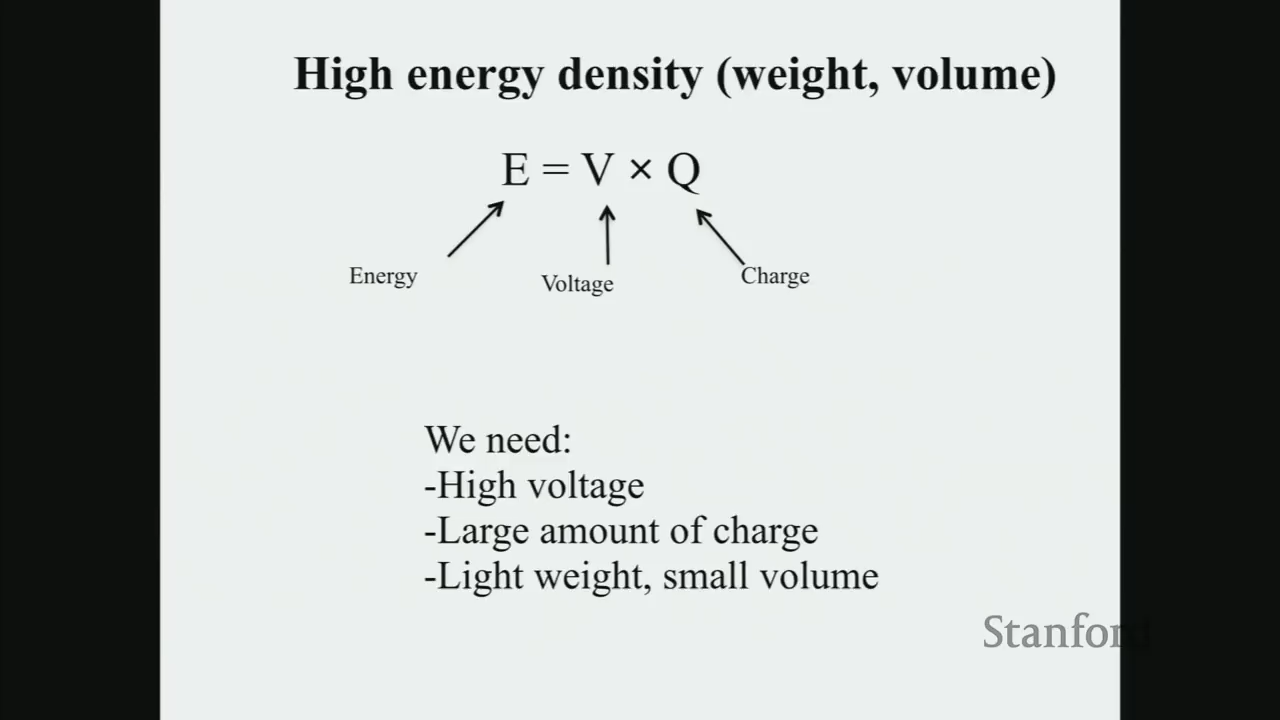 High energy density (weight, volume)
E = V × Q
Energy
Voltage
Charge
We need:
-High voltage
-Large amount of charge
-Light weight, small volume
Stanford